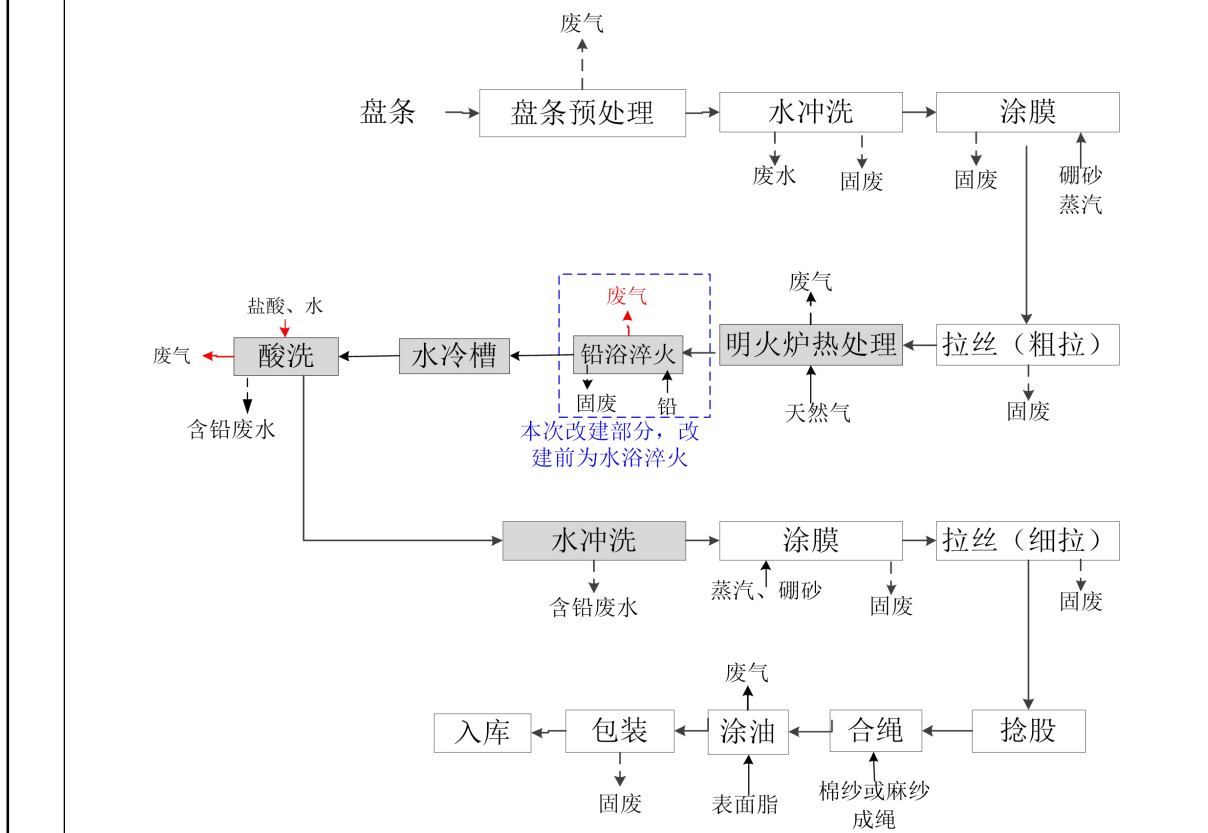 废气
盘条
盘条预处理
水冲洗
涂膜
废水
固废
固废
硼砂
蒸汽
盐酸、水
废气
废气
废气
酸洗
水冷槽
铅浴淬火
明火炉热处理
拉丝（粗拉）
固废
铅
天然气
固废
含铅废水
本次改建部分，改
建前为水浴淬火
水冲洗
涂膜
拉丝（细拉）
含铅废水
蒸汽、硼砂
固废
固废
废气
入库
包装
涂油
合绳
捻股
固废
表面脂
棉纱或麻纱
成绳